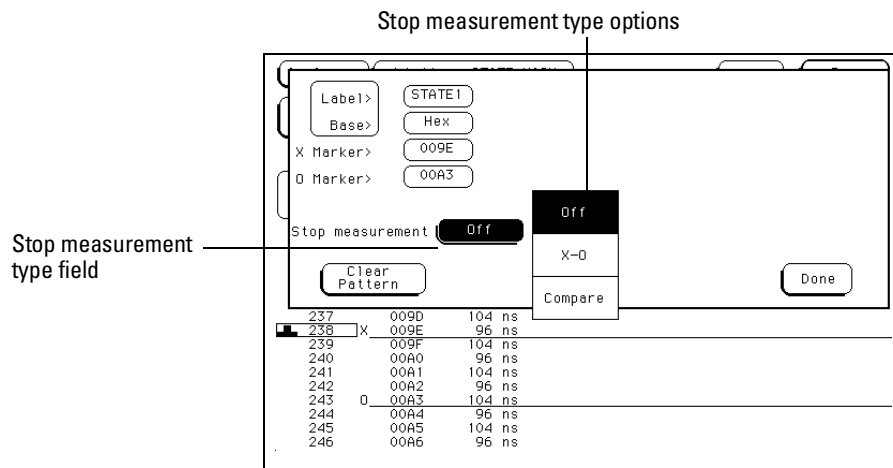 Stop measurement type options
Label> STATE1
Base> Hex
X Marker> 009E
O Marker> 00A3
Stop measurement Off
Off
X-O
Compare
Stop measurement
type field
Clear
Pattern
Done
237 009D 104 ns
238 X 009E 96 ns
239 009F 104 ns
240 00A0 96 ns
241 00A1 104 ns
242 00A2 96 ns
243 O 00A3 104 ns
244 00A4 96 ns
245 00A5 104 ns
246 00A6 96 ns